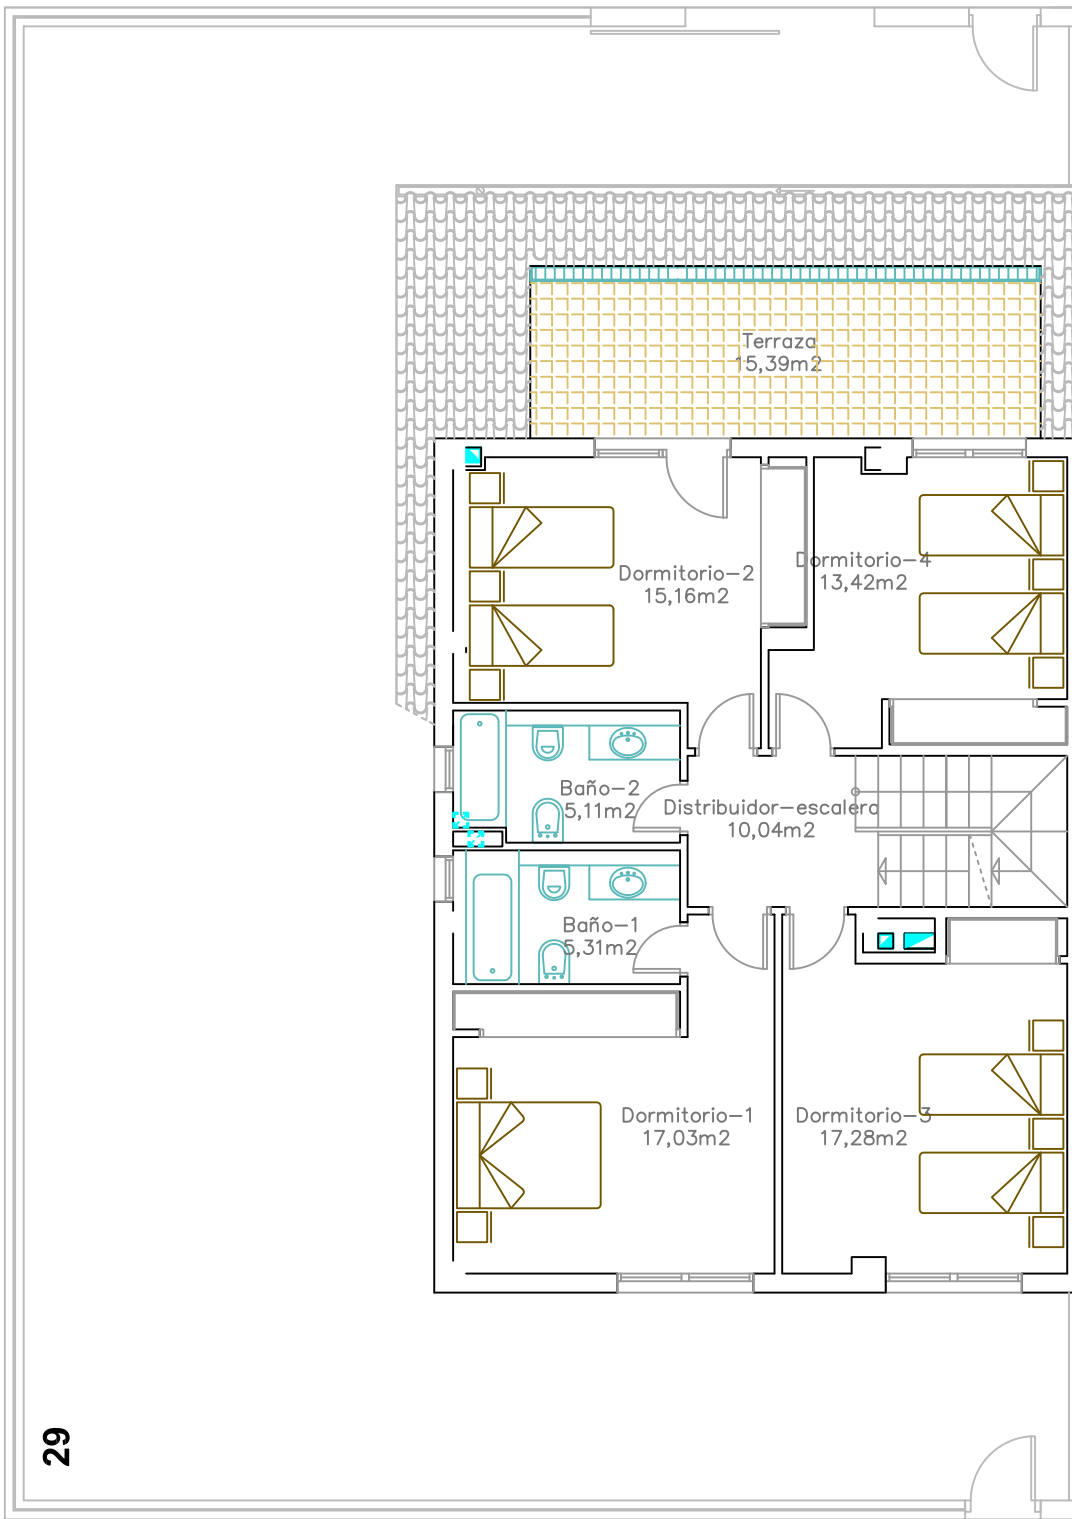 Terraza
15,39m2
Dormitorio-2
15,16m2
Dormitorio-4
13,42m2
Baño-2
5,11m2
Distribuidor-escalera
10,04m2
Baño-1
5,31m2
Dormitorio-1
17,03m2
Dormitorio-3
17,28m2
29